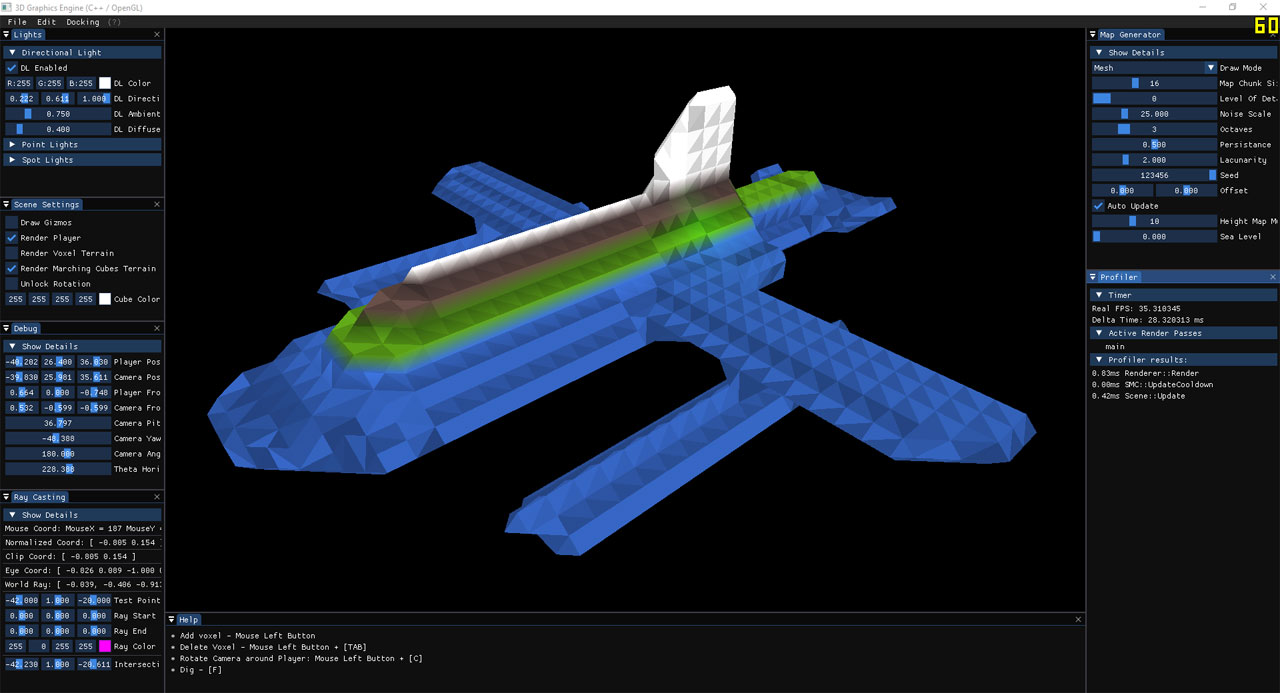 3D Graphics Engine (C++ / OpenGL)
File Edit Docking (?)
60
Lights
Directional Light
DL Enabled
R:255 G:255 B:255 DL Color
0.222 0.611 1.000 DL Directi
0.750 DL Ambient
0.400 DL Diffuse
Point Lights
Spot Lights
Scene Settings
Draw Gizmos
Render Player
Render Voxel Terrain
Render Marching Cubes Terrain
Unlock Rotation
255 255 255 255 Cube Color
Debug
Show Details
-40.202 26.400 36.030 Player Pos
-39.830 25.981 35.611 Camera Pos
0.664 0.000 -0.748 Player Fro
0.532 -0.599 -0.599 Camera Fro
36.797 Camera Pit
-48.388 Camera Yaw
180.000 Camera Ang
228.388 Theta Hori
Ray Casting
Show Details
Mouse Coord: MouseX = 187 MouseY
Normalized Coord: [ -0.805 0.154
Clip Coord: [ -0.805 0.154 ]
Eye Coord: [ -0.826 0.089 -1.000
World Ray: [ -0.039, -0.406 -0.91
-42.000 1.000 -20.000 Test Point
0.000 0.000 0.000 Ray Start
0.000 0.000 0.000 Ray End
255 0 255 255 Ray Color
-42.230 1.000 -20.611 Intersecti
Help
Add voxel - Mouse Left Button
Delete Voxel - Mouse Left Button + [TAB]
Rotate Camera around Player: Mouse Left Button + [C]
Dig - [F]
Map Generator
Show Details
Mesh Draw Mode
16 Map Chunk Si
0 Level Of Det
25.000 Noise Scale
3 Octaves
0.500 Persistance
2.000 Lacunarity
123456 Seed
0.000 0.000 Offset
Auto Update
10 Height Map M
0.000 Sea Level
Profiler
Timer
Real FPS: 35.310345
Delta Time: 28.320313 ms
Active Render Passes
main
Profiler results:
0.83ms Renderer::Render
0.00ms SMC::UpdateCooldown
0.42ms Scene::Update